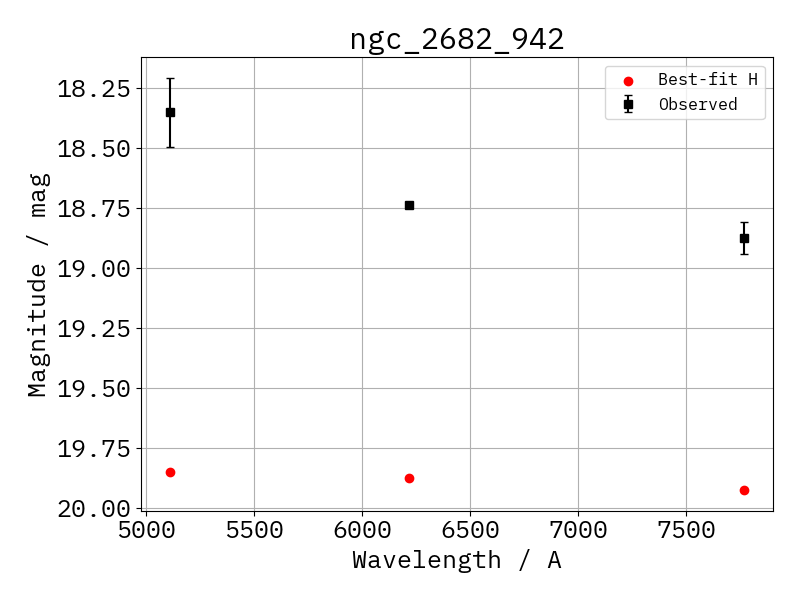 ngc_2682_942
Best-fit H
Observed
Magnitude / mag
18.25
18.50
18.75
19.00
19.25
19.50
19.75
20.00
5000 5500 6000 6500 7000 7500
Wavelength / A